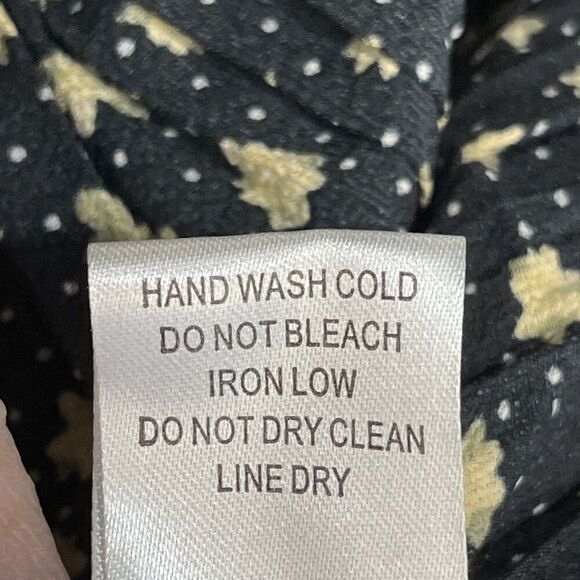 HAND WASH COLD
DO NOT BLEACH
IRON LOW
DO NOT DRY CLEAN
LINE DRY